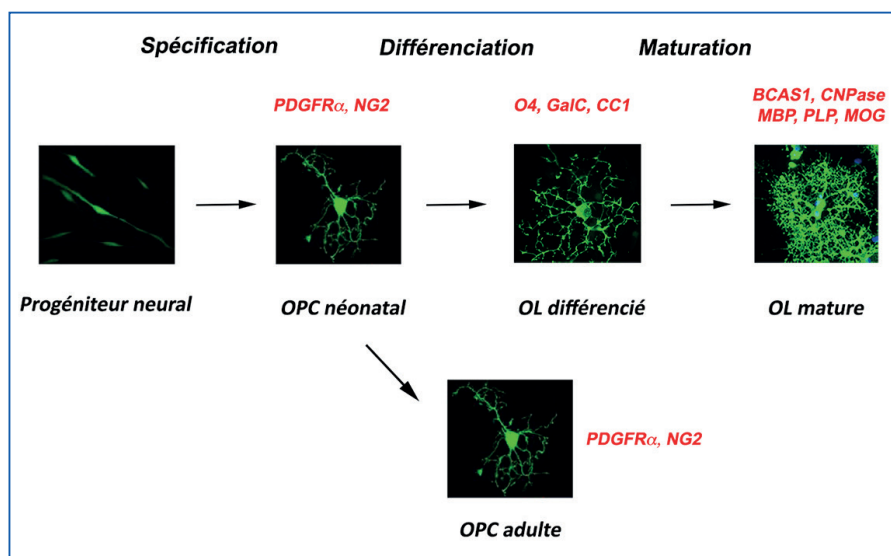 Spécification
Différenciation
Maturation
PDGFRα, NG2
O4, GalC, CC1
BCAS1, CNPase
MBP, PLP, MOG
Progéniteur neural
OPC néonatal
OL différencié
OL mature
PDGFRα, NG2
OPC adulte